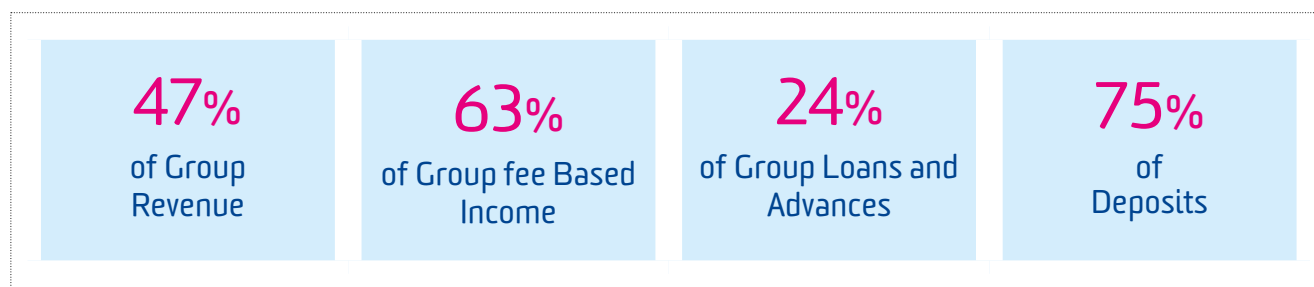 47%
of Group
Revenue
63%
of Group fee Based
Income
24%
of Group Loans and
Advances
75%
of
Deposits